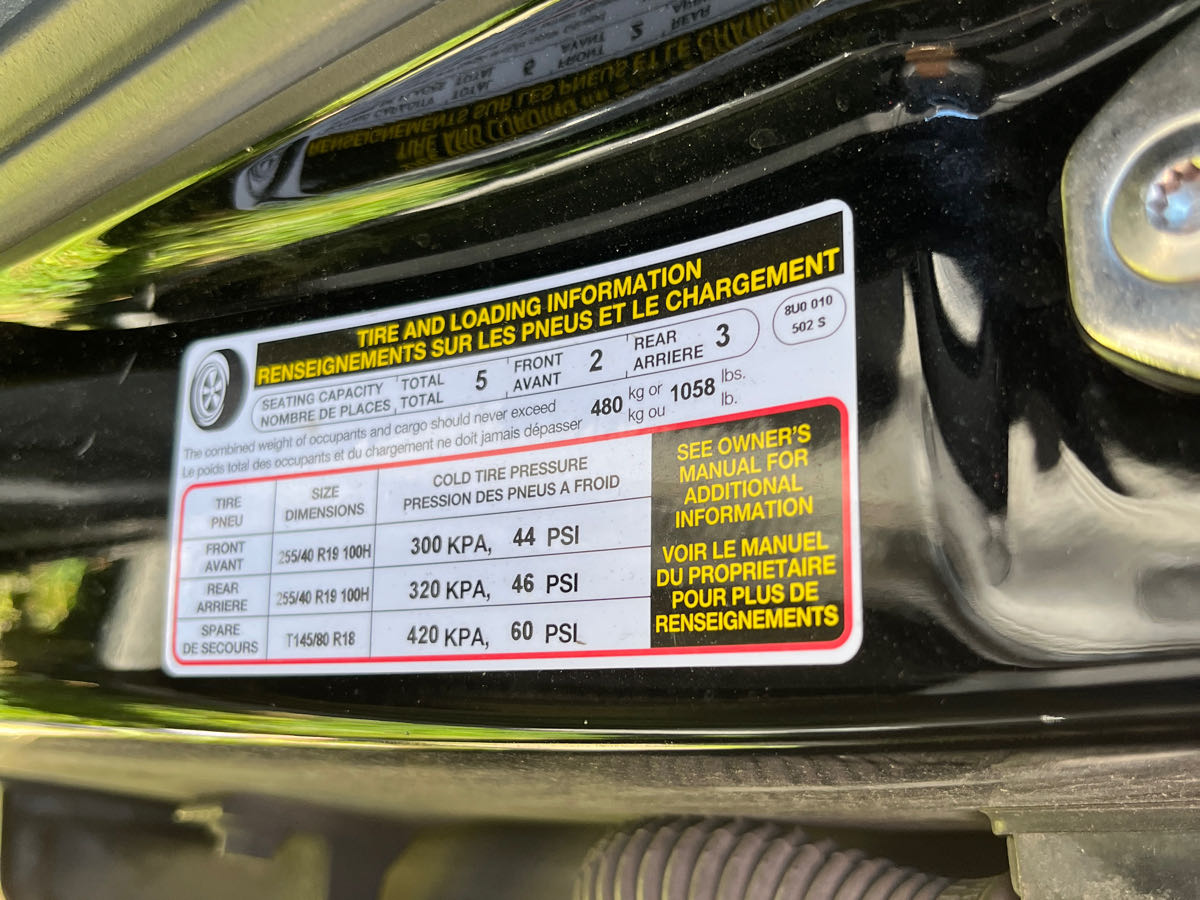 TIRE AND LOADING INFORMATION
RENSEIGNEMENTS SUR LES PNEUS ET LE CHARGEMENT
SEATING CAPACITY TOTAL 5 FRONT 2 REAR 3
NOMBRE DE PLACES TOTAL AVANT ARRIERE
8U0 010
502 S
The combined weight of occupants and cargo should never exceed 480 kg or 1058 lbs.
Le poids total des occupants et du chargement ne doit jamais dépasser kg ou lb.
TIRE SIZE COLD TIRE PRESSURE
PNEU DIMENSIONS PRESSION DES PNEUS A FROID
FRONT
AVANT 255/40 R19 100H 300 KPA, 44 PSI
REAR
ARRIERE 255/40 R19 100H 320 KPA, 46 PSI
SPARE
DE SECOURS T145/80 R18 420 KPA, 60 PSI
SEE OWNER'S
MANUAL FOR
ADDITIONAL
INFORMATION
VOIR LE MANUEL
DU PROPRIETAIRE
POUR PLUS DE
RENSEIGNEMENTS